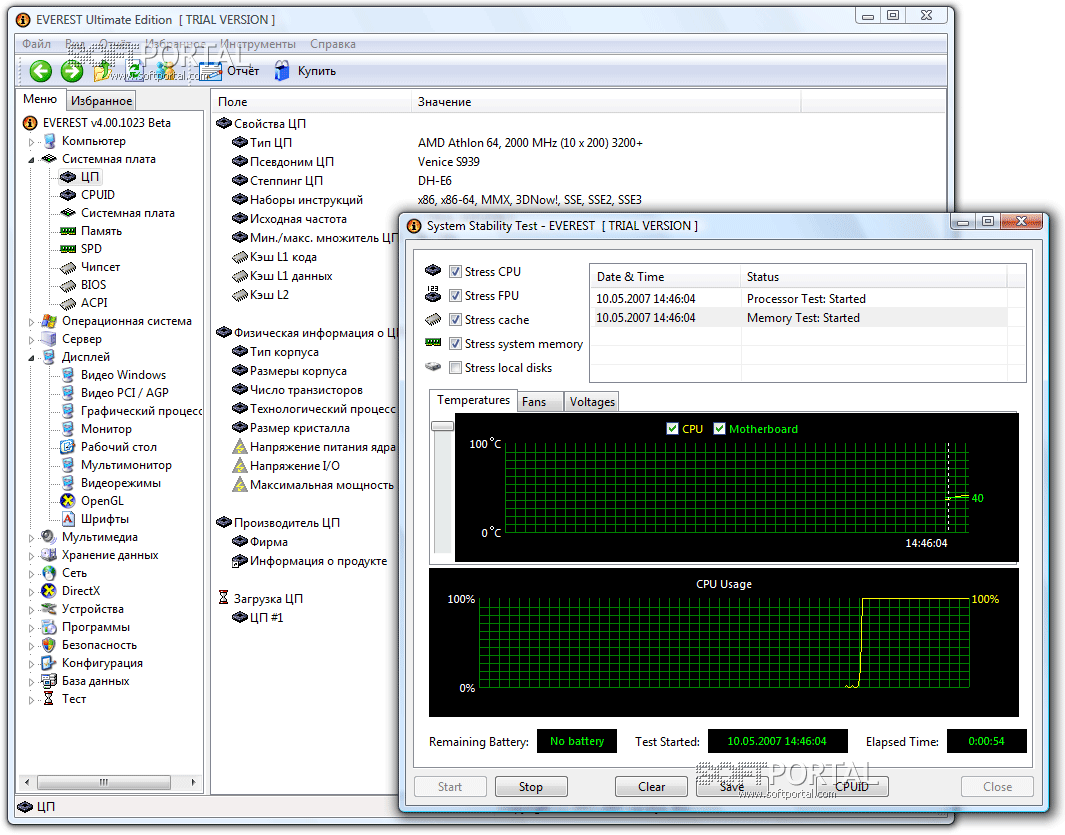 EVEREST Ultimate Edition [ TRIAL VERSION ]
Файл Вид Отчёт Избранное Инструменты Справка
SOFTPORTAL
www.softportal.com
Отчёт Купить
Меню Избранное
Поле Значение
EVEREST v4.00.1023 Beta
Компьютер
Системная плата
ЦП
CPUID
Системная плата
Память
SPD
Чипсет
BIOS
ACPI
Операционная система
Сервер
Дисплей
Видео Windows
Видео PCI / AGP
Графический процесс
Монитор
Рабочий стол
Мультимонитор
Видеорежимы
OpenGL
Шрифты
Мультимедиа
Хранение данных
Сеть
DirectX
Устройства
Программы
Безопасность
Конфигурация
База данных
Тест
ЦП
Свойства ЦП
Тип ЦП AMD Athlon 64, 2000 MHz (10 x 200) 3200+
Псевдоним ЦП Venice S939
Степпинг ЦП DH-E6
Наборы инструкций x86, x86-64, MMX, 3DNow!, SSE, SSE2, SSE3
Исходная частота
Мин./макс. множитель ЦП
Кэш L1 кода
Кэш L1 данных
Кэш L2
Физическая информация о ЦП
Тип корпуса
Размеры корпуса
Число транзисторов
Технологический процесс
Размер кристалла
Напряжение питания ядра
Напряжение I/O
Максимальная мощность
Производитель ЦП
Фирма
Информация о продукте
Загрузка ЦП
ЦП #1
System Stability Test - EVEREST [ TRIAL VERSION ]
Stress CPU
123
Stress FPU
Stress cache
Stress system memory
Stress local disks
Date & Time Status
10.05.2007 14:46:04 Processor Test: Started
10.05.2007 14:46:04 Memory Test: Started
Temperatures Fans Voltages
CPU Motherboard
100°C
40
0°C
14:46:04
CPU Usage
100% 100%
0%
Remaining Battery: No battery Test Started: 10.05.2007 14:46:04 Elapsed Time: 0:00:54
Start Stop Clear Save CPUID Close
SOFTPORTAL
www.softportal.com